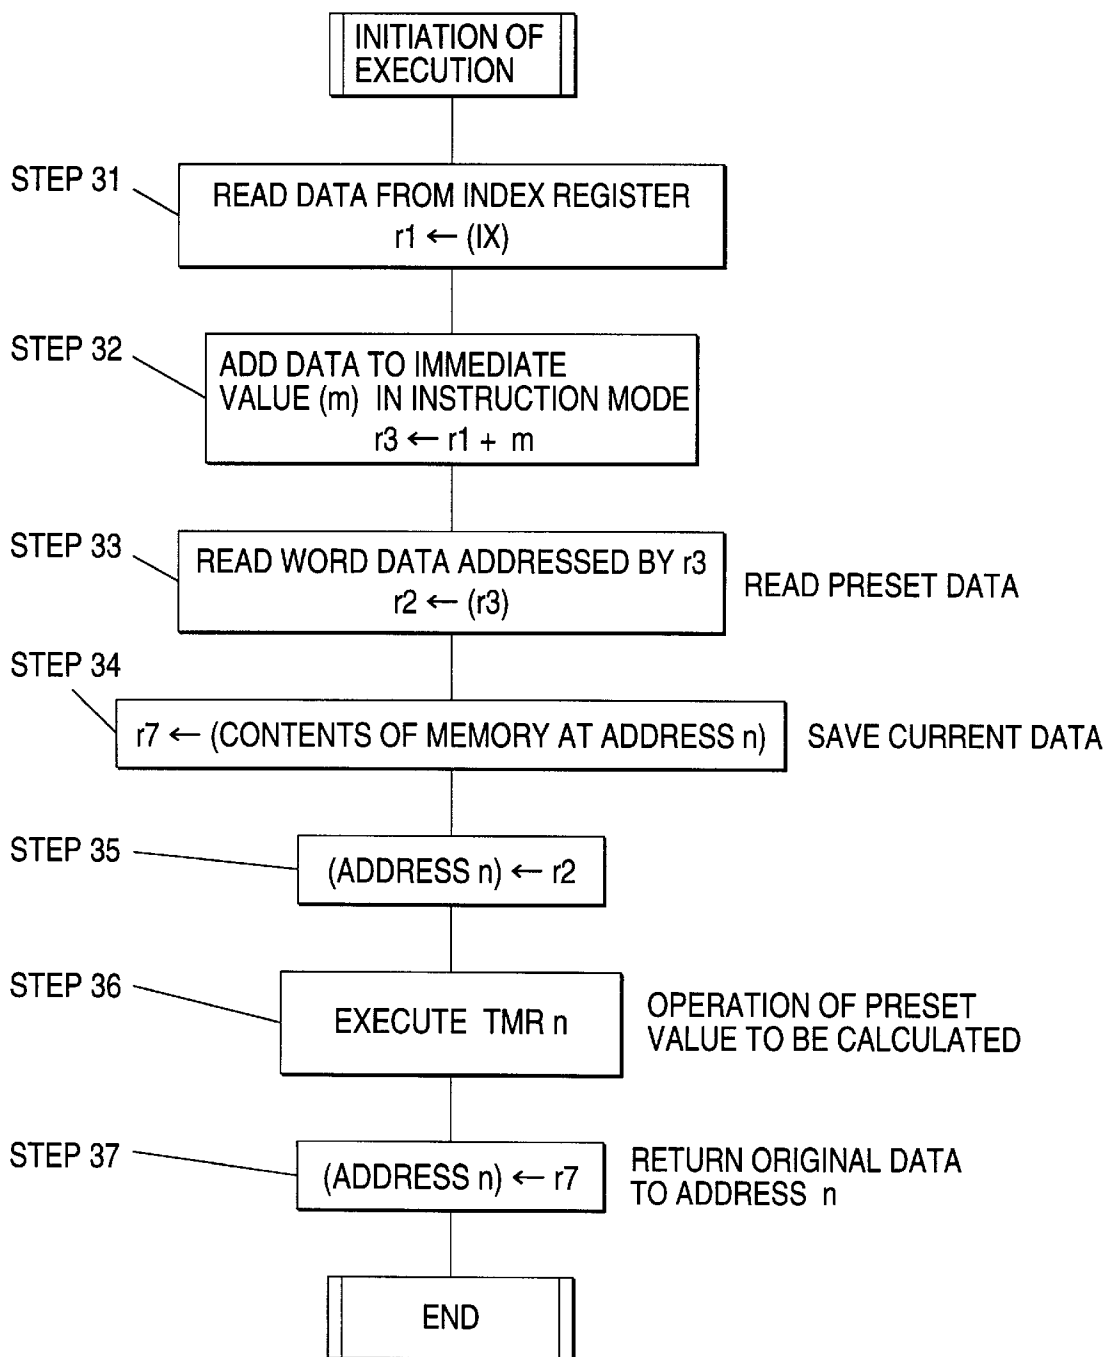 INITIATION OF
EXECUTION
STEP 31
READ DATA FROM INDEX REGISTER
r1 ← (IX)
STEP 32
ADD DATA TO IMMEDIATE
VALUE (m) IN INSTRUCTION MODE
r3 ← r1 + m
STEP 33
READ WORD DATA ADDRESSED BY r3
r2 ← (r3)
READ PRESET DATA
STEP 34
r7 ← (CONTENTS OF MEMORY AT ADDRESS n)
SAVE CURRENT DATA
STEP 35
(ADDRESS n) ← r2
STEP 36
EXECUTE TMR n
OPERATION OF PRESET
VALUE TO BE CALCULATED
STEP 37
(ADDRESS n) ← r7
RETURN ORIGINAL DATA
TO ADDRESS n
END